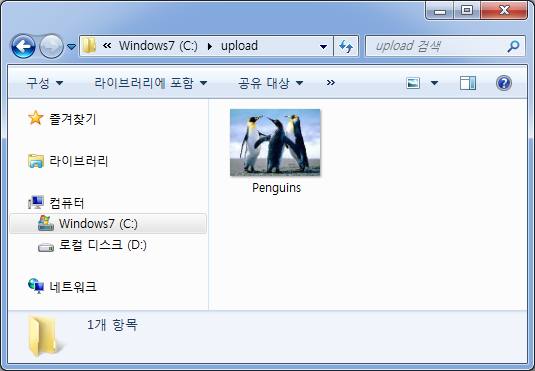 « Windows7 (C:) ▸ upload
upload 검색
구성 라이브러리에 포함 공유 대상 »
즐겨찾기
라이브러리
컴퓨터
Windows7 (C:)
로컬 디스크 (D:)
네트워크
Penguins
1개 항목